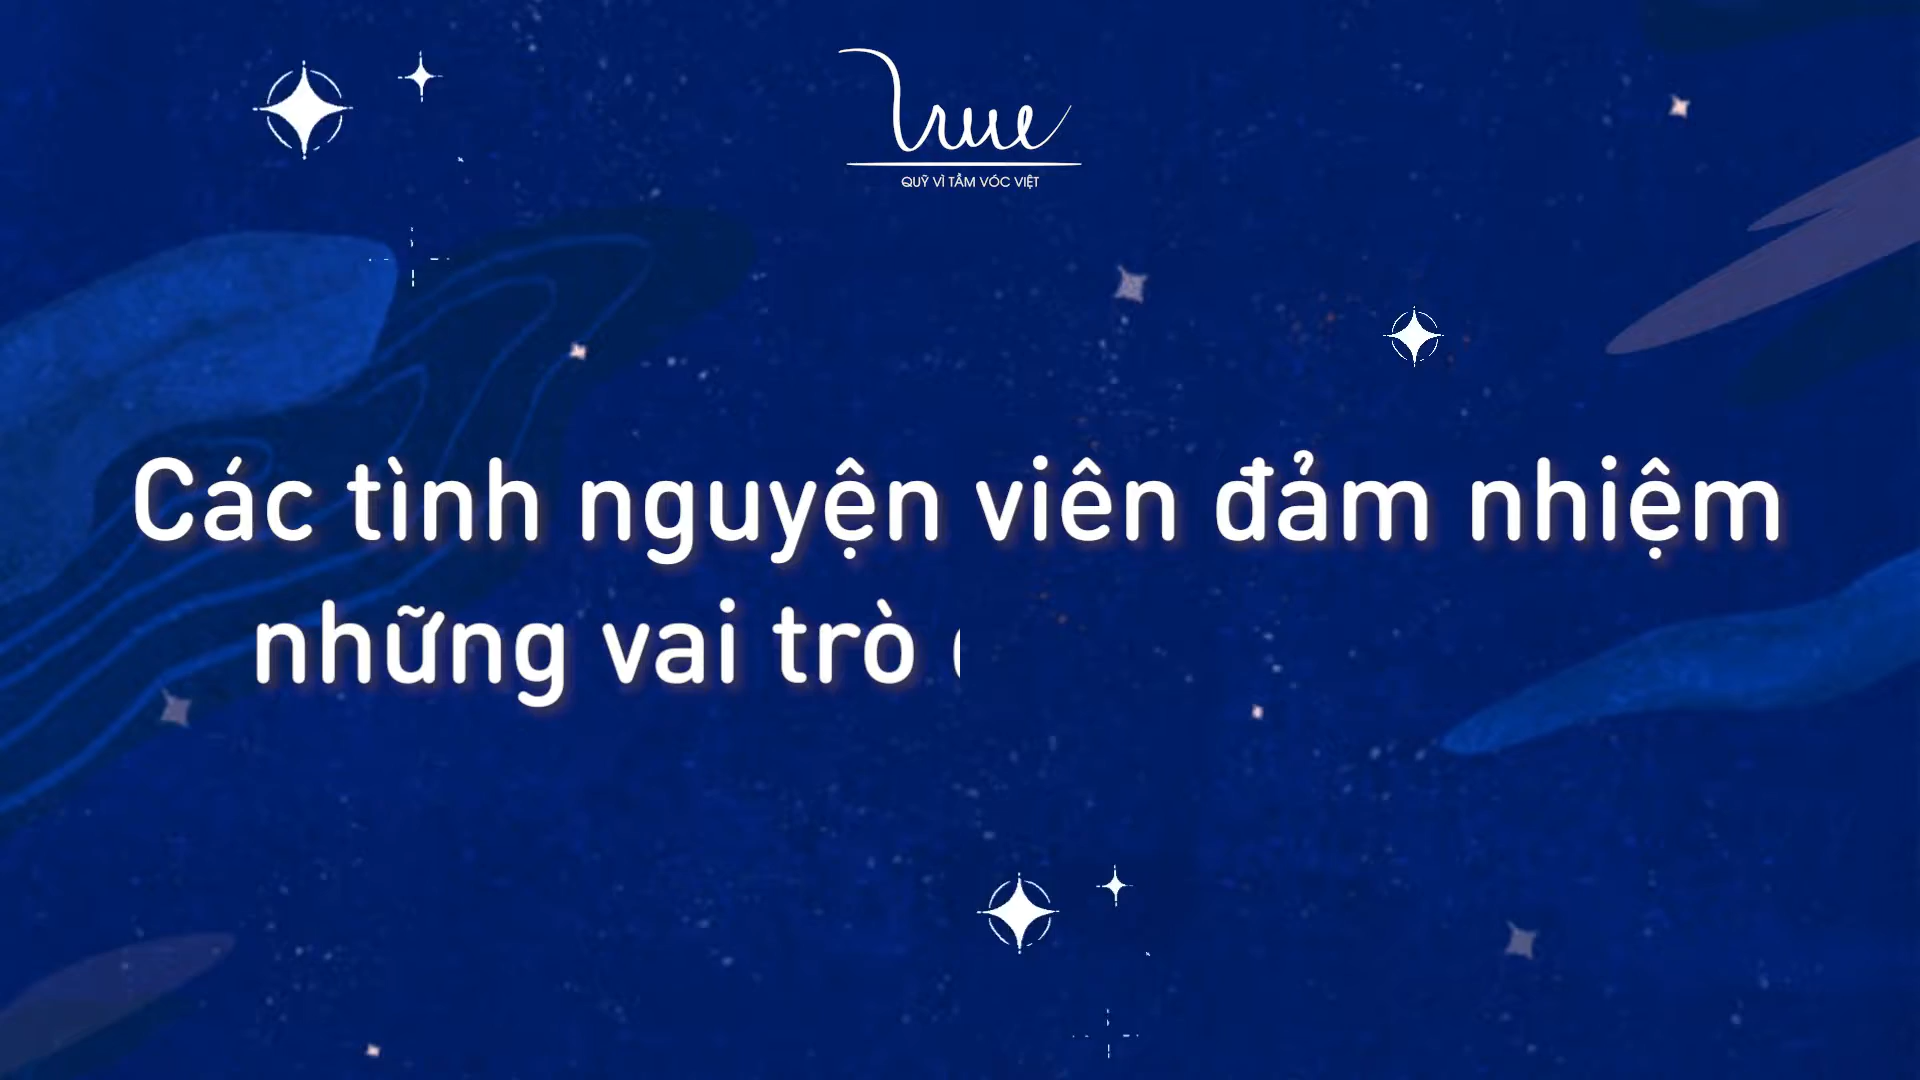 True
QUỸ VÌ TẦM VÓC VIỆT
Các tình nguyện viên đảm nhiệm
những vai trò